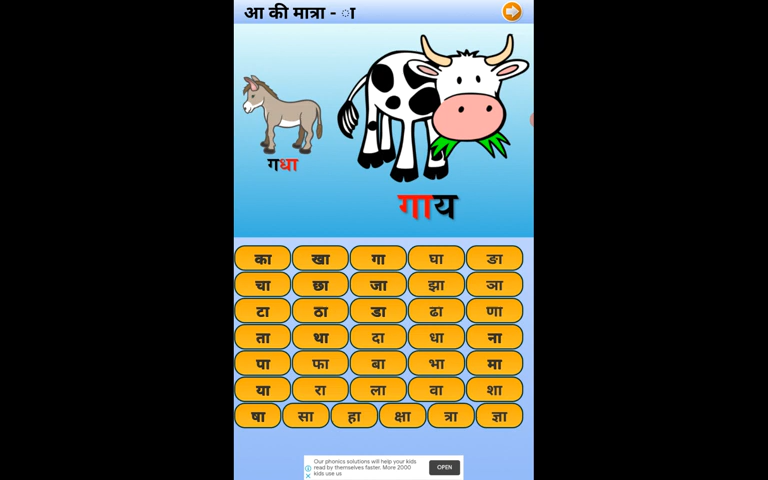 आ की मात्रा - ा
गधा
गाय
का खा गा घा ङा
चा छा जा झा ञा
टा ठा डा ढा णा
ता था दा धा ना
पा फा बा भा मा
या रा ला वा शा
षा सा हा क्षा त्रा ज्ञा
Our phonics solutions will help your kids
read by themselves faster. More 2000
kids use us
OPEN